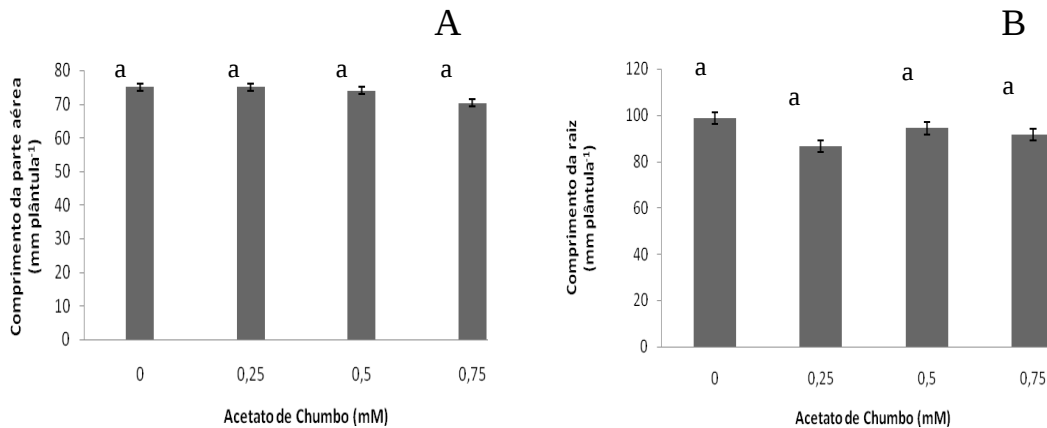 A
Comprimento da parte aérea
(mm plântula⁻¹)
80
70
60
50
40
30
20
10
0
a
a
a
a
0
0,25
0,5
0,75
Acetato de Chumbo (mM)
B
Comprimento da raiz
(mm plântula⁻¹)
120
100
80
60
40
20
0
a
a
a
a
0
0,25
0,5
0,75
Acetato de Chumbo (mM)